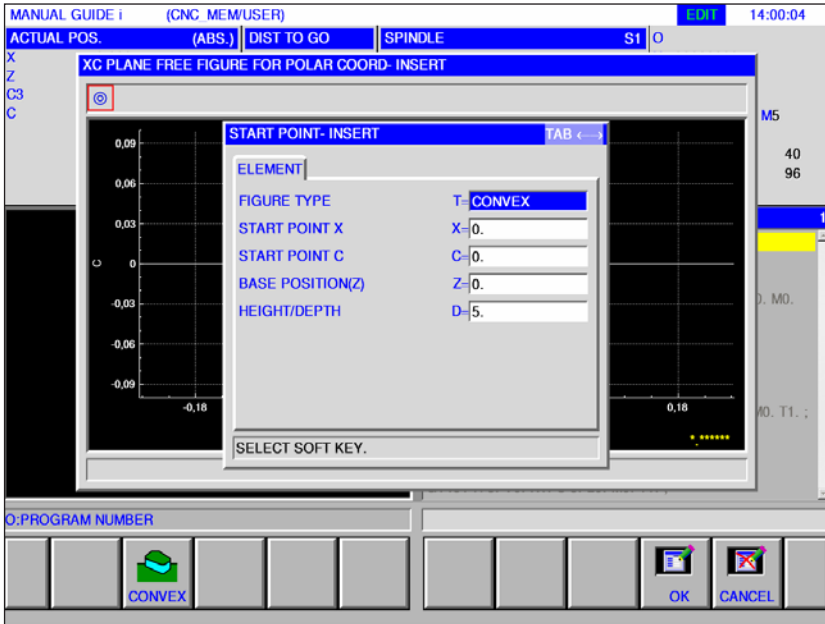 MANUAL GUIDE i (CNC_MEM/USER) EDIT 14:00:04
ACTUAL POS. (ABS.) DIST TO GO SPINDLE S1 O
X
Z
C3
C
XC PLANE FREE FIGURE FOR POLAR COORD- INSERT
M5
40
96
START POINT- INSERT TAB ⟷
ELEMENT
FIGURE TYPE T= CONVEX
START POINT X X= 0.
START POINT C C= 0.
BASE POSITION(Z) Z= 0.
HEIGHT/DEPTH D= 5.
SELECT SOFT KEY.
0,09
0,06
0,03
C 0
-0,03
-0,06
-0,09
-0,18 0,18
*.******
1
0. M0.
M0. T1. ;
O:PROGRAM NUMBER
CONVEX OK CANCEL